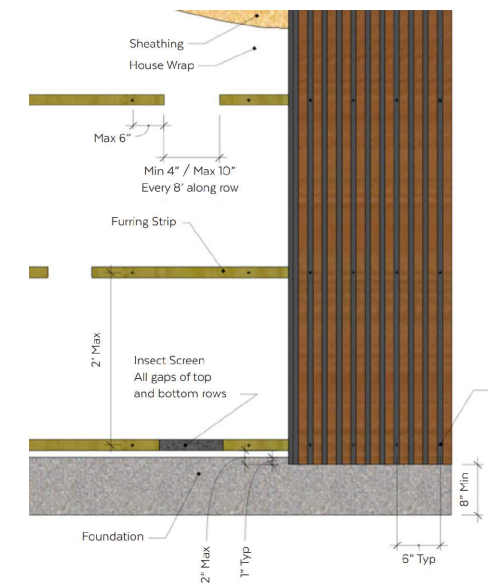 Sheathing
House Wrap
Max 6"
Min 4" / Max 10"
Every 8' along row
Furring Strip
2' Max
Insect Screen
All gaps of top
and bottom rows
8" Min
Foundation
2" Max
1" Typ
6" Typ